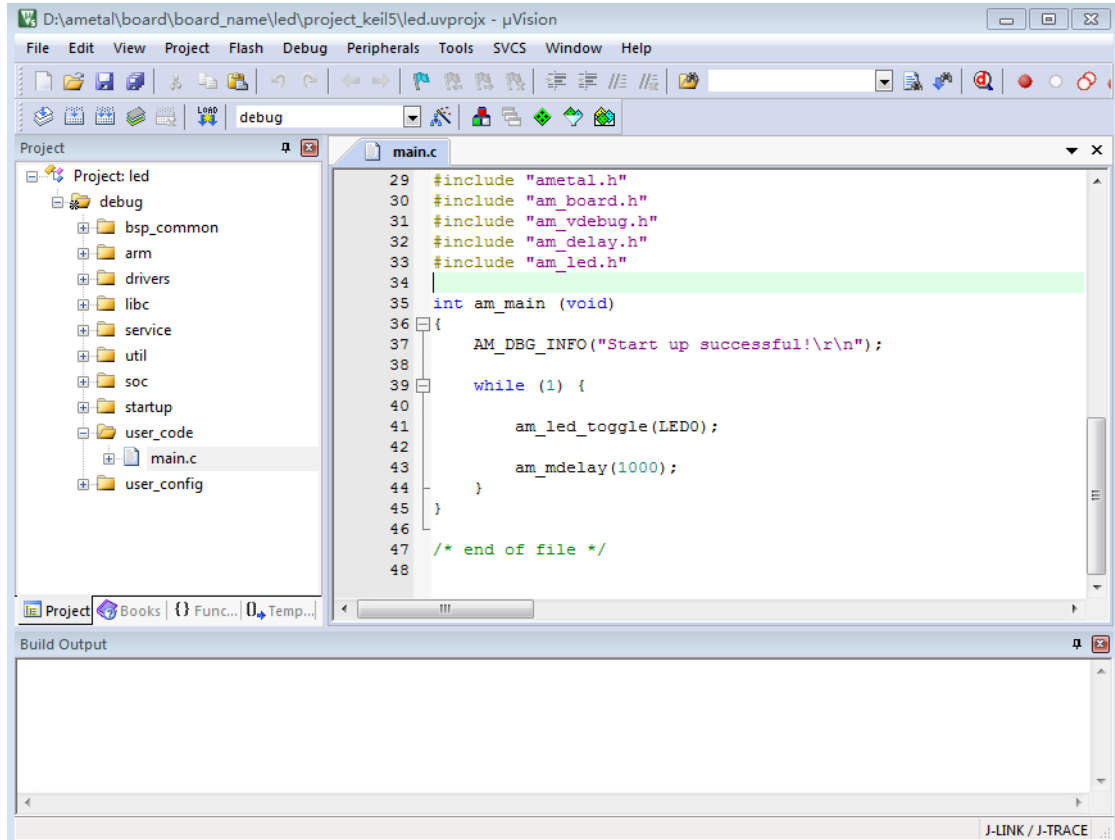 D:\ametal\board\board_name\led\project_keil5\led.uvprojx - µVision
File Edit View Project Flash Debug Peripherals Tools SVCS Window Help
LOAD debug
Project
main.c
Project: led
debug
bsp_common
arm
drivers
libc
service
util
soc
startup
user_code
main.c
user_config
Project Books {} Func... 0 Temp...
29 #include "ametal.h"
30 #include "am_board.h"
31 #include "am_vdebug.h"
32 #include "am_delay.h"
33 #include "am_led.h"
34
35 int am_main (void)
36 {
37 AM_DBG_INFO("Start up successful!\r\n");
38
39 while (1) {
40
41 am_led_toggle(LED0);
42
43 am_mdelay(1000);
44 }
45 }
46
47 /* end of file */
48
Build Output
J-LINK / J-TRACE